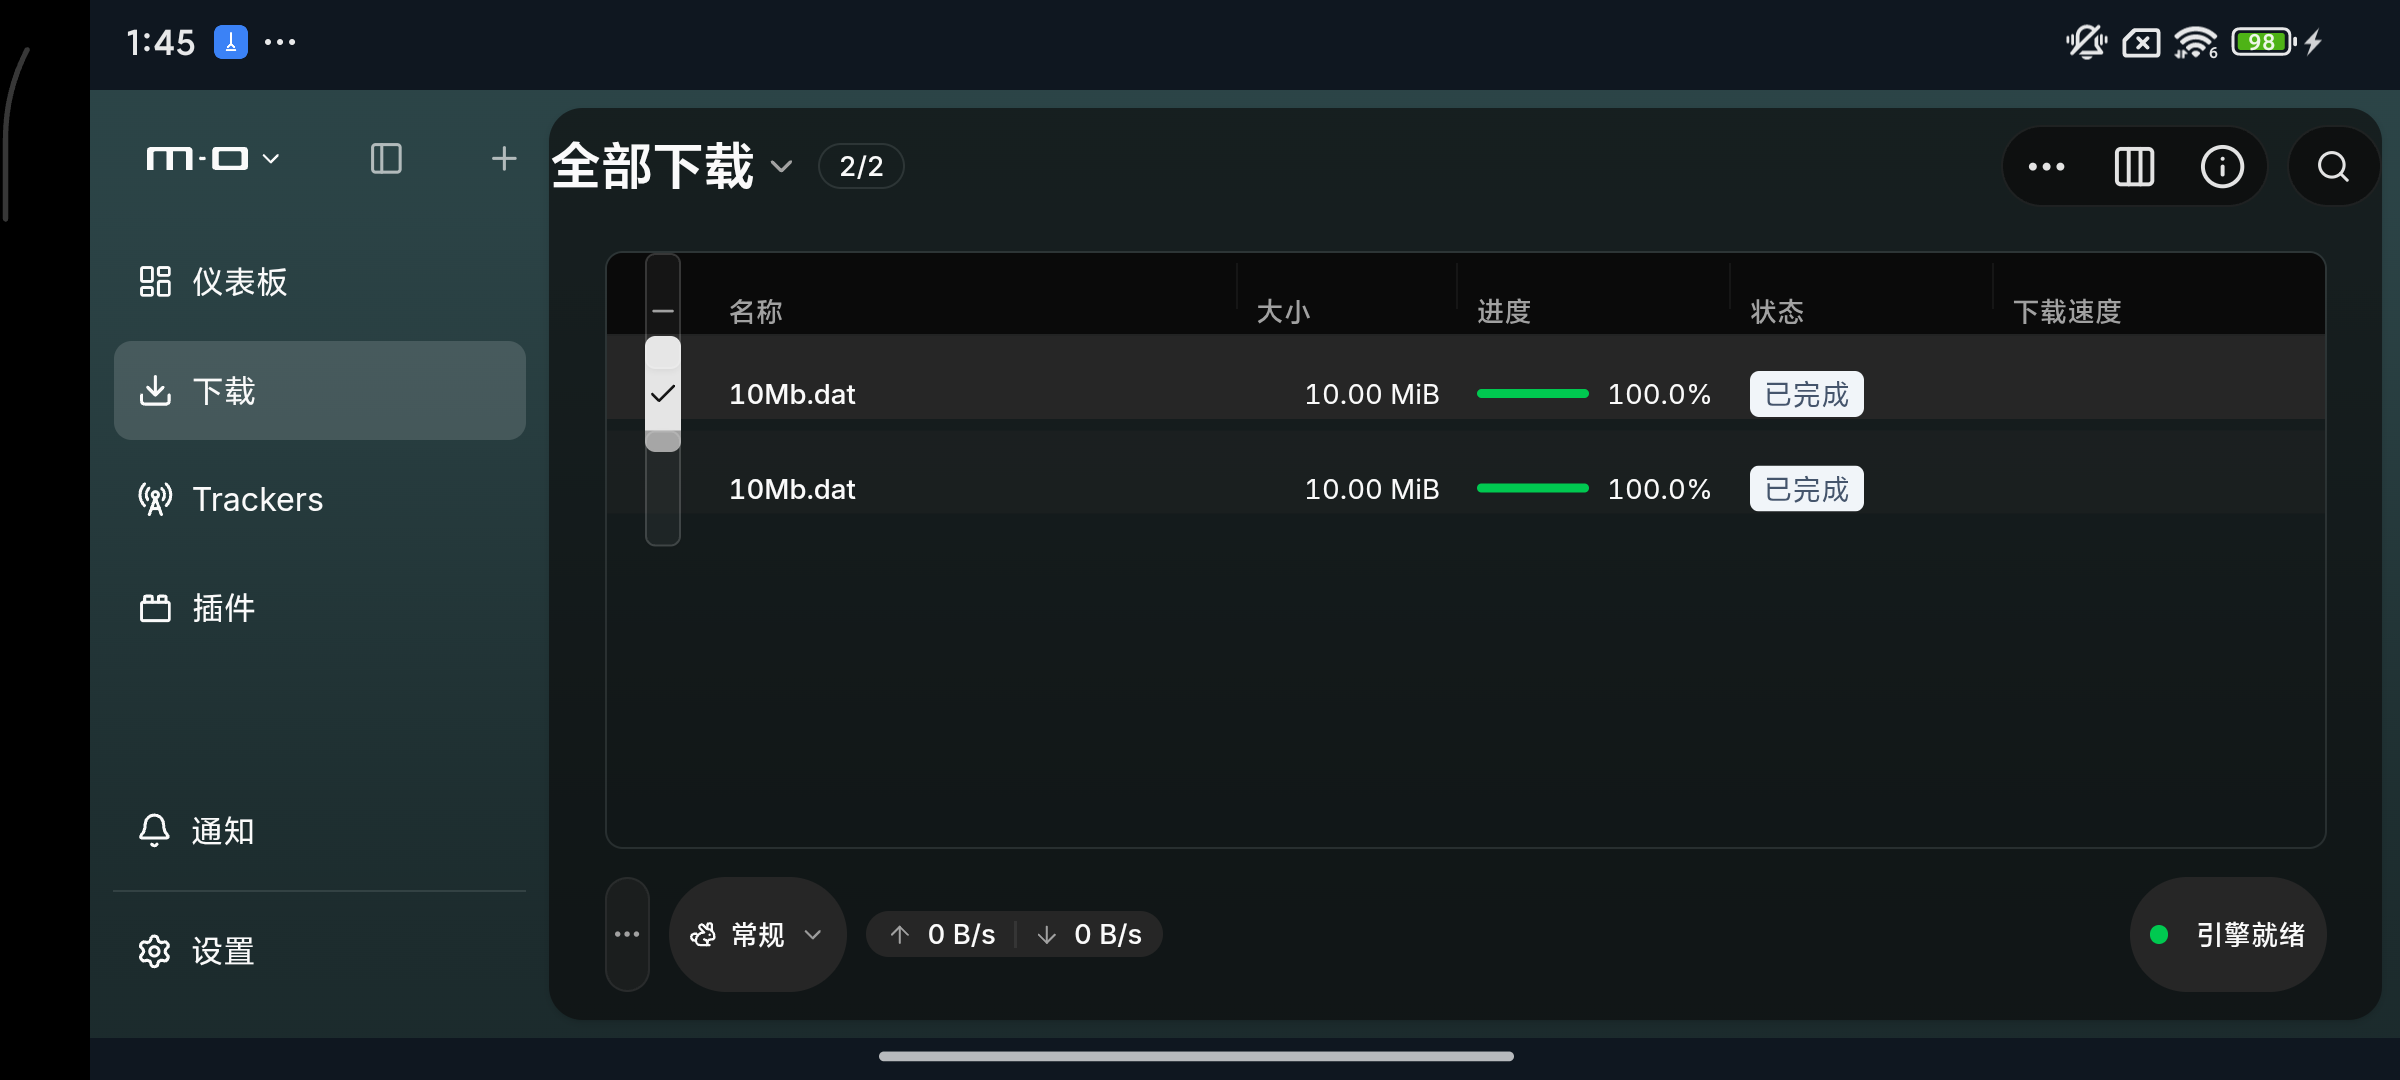 1:45
6
98
m-o
全部下载
2/2
仪表板
下载
Trackers
插件
通知
设置
名称 大小 进度 状态 下载速度
10Mb.dat 10.00 MiB 100.0% 已完成
10Mb.dat 10.00 MiB 100.0% 已完成
常规
0 B/s 0 B/s
引擎就绪